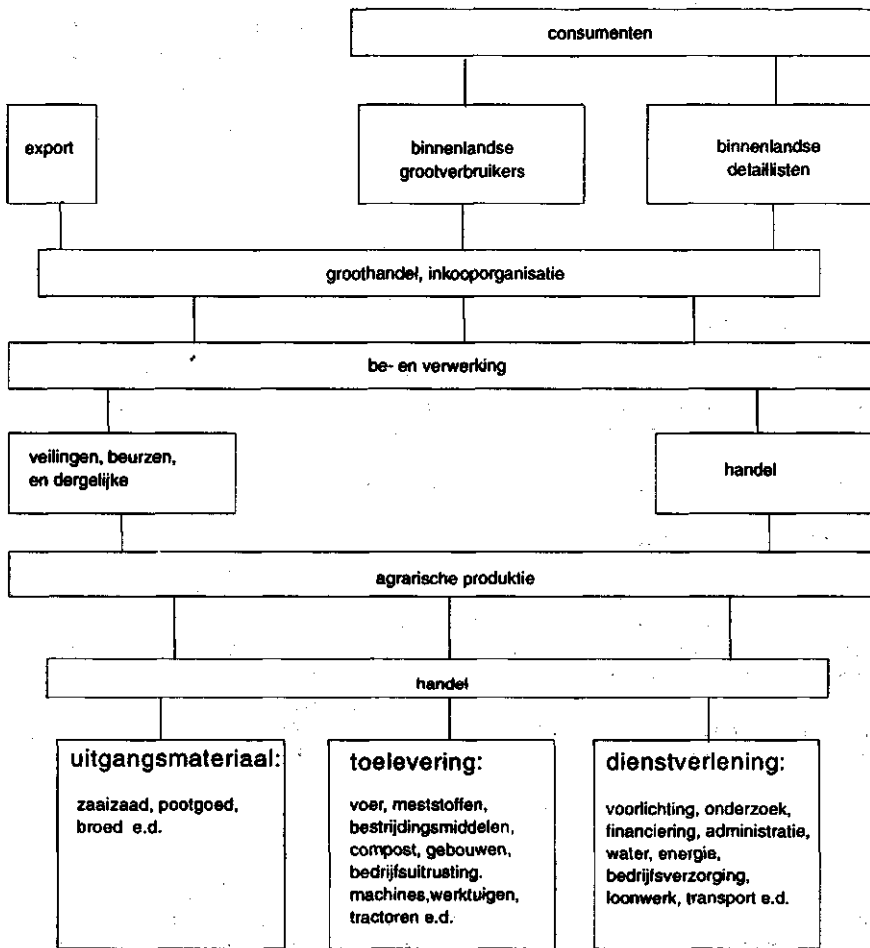 consumenten
export
binnenlandse
grootverbruikers
binnenlandse
detaillisten
groothandel, inkooporganisatie
be- en verwerking
veilingen, beurzen,
en dergelijke
handel
agrarische produktie
handel
uitgangsmateriaal:
zaaizaad, pootgoed,
broed e.d.
toelevering:
voer, meststoffen,
bestrijdingsmiddelen,
compost, gebouwen,
bedrijfsuitrusting.
machines,werktuigen,
tractoren e.d.
dienstverlening:
voorlichting, onderzoek,
financiering, administratie,
water, energie,
bedrijfsverzorging,
loonwerk, transport e.d.